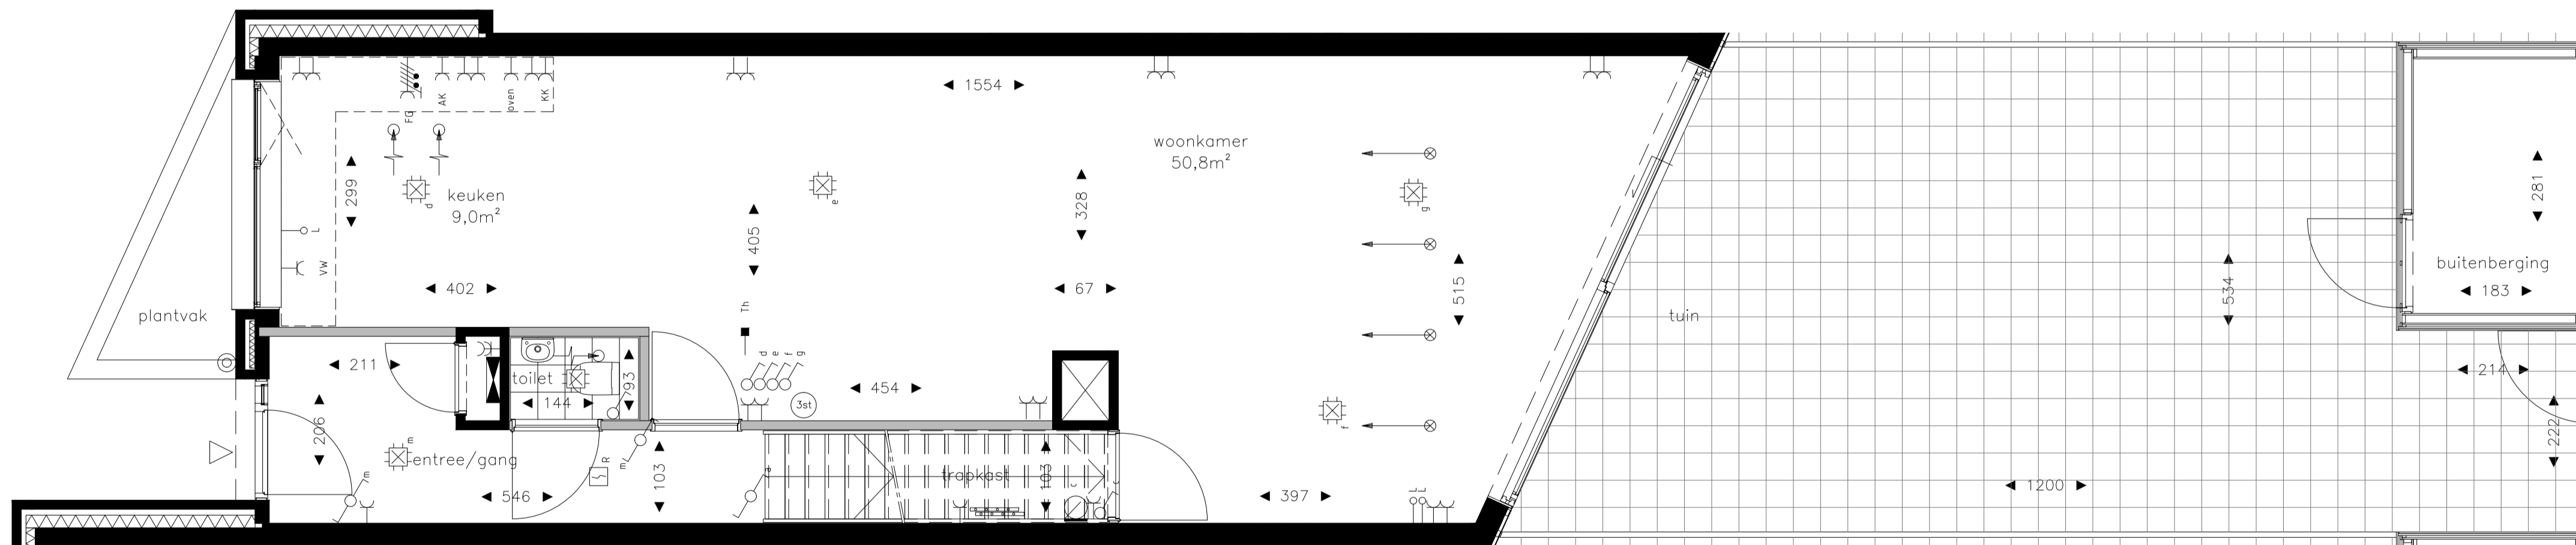 FG
AK
oven
KK
1554
woonkamer
50,8m²
299
d
keuken
9,0m²
e
328
g
281
L
VW
405
402
67
515
534
buitenberging
183
plantvak
tuin
Th
211
d
e
f
g
toilet
93
144
454
3st
f
214
206
m
entree/gang
m
546
R
m
103
a
trapkast
103
397
L
L
1200
222